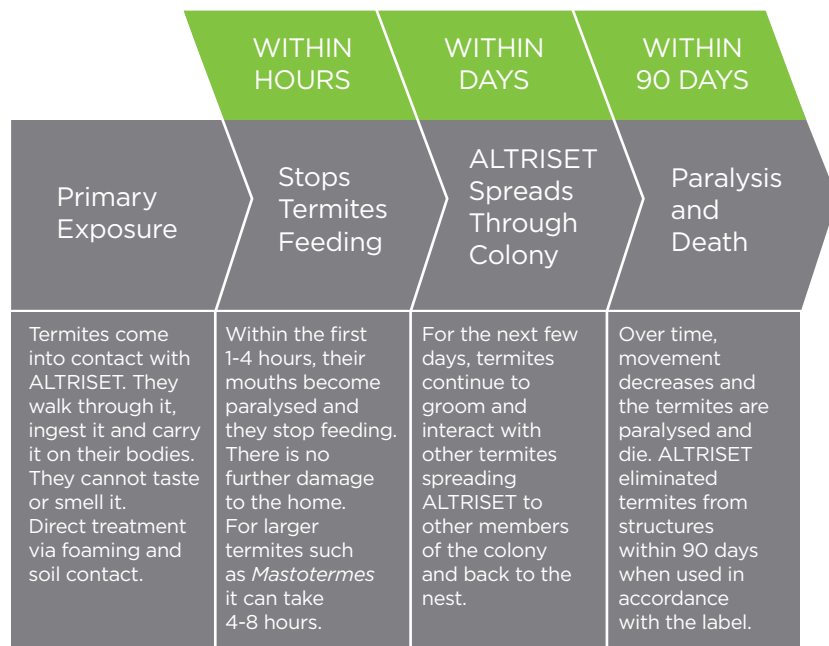 WITHIN
HOURS
WITHIN
DAYS
WITHIN
90 DAYS
Primary
Exposure
Stops
Termites
Feeding
ALTRISET
Spreads
Through
Colony
Paralysis
and
Death
Termites come
into contact with
ALTRISET. They
walk through it,
ingest it and carry
it on their bodies.
They cannot taste
or smell it.
Direct treatment
via foaming and
soil contact.
Within the first
1-4 hours, their
mouths become
paralysed and
they stop feeding.
There is no
further damage
to the home.
For larger
termites such
as Mastotermes
it can take
4-8 hours.
For the next few
days, termites
continue to
groom and
interact with
other termites
spreading
ALTRISET to
other members
of the colony
and back to the
nest.
Over time,
movement
decreases and
the termites are
paralysed and
die. ALTRISET
eliminated
termites from
structures
within 90 days
when used in
accordance
with the label.